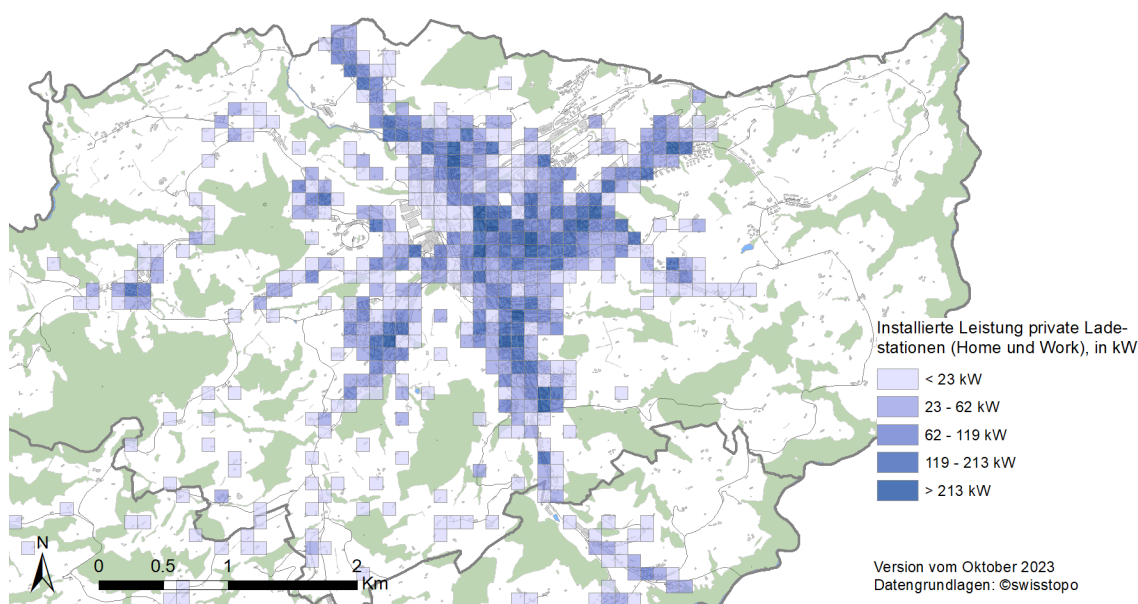 Installierte Leistung private Lade-
stationen (Home und Work), in kW
< 23 kW
23 - 62 kW
62 - 119 kW
119 - 213 kW
> 213 kW
N
0 0.5 1 2
Km
Version vom Oktober 2023
Datengrundlagen: ©swisstopo